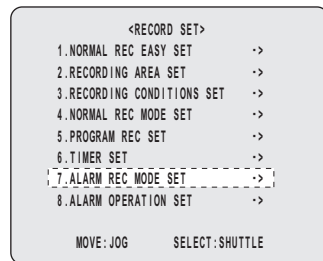 <RECORD SET>
1.NORMAL REC EASY SET ->
2.RECORDING AREA SET ->
3.RECORDING CONDITIONS SET ->
4.NORMAL REC MODE SET ->
5.PROGRAM REC SET ->
6.TIMER SET ->
7.ALARM REC MODE SET ->
8.ALARM OPERATION SET ->
MOVE:JOG SELECT:SHUTTLE